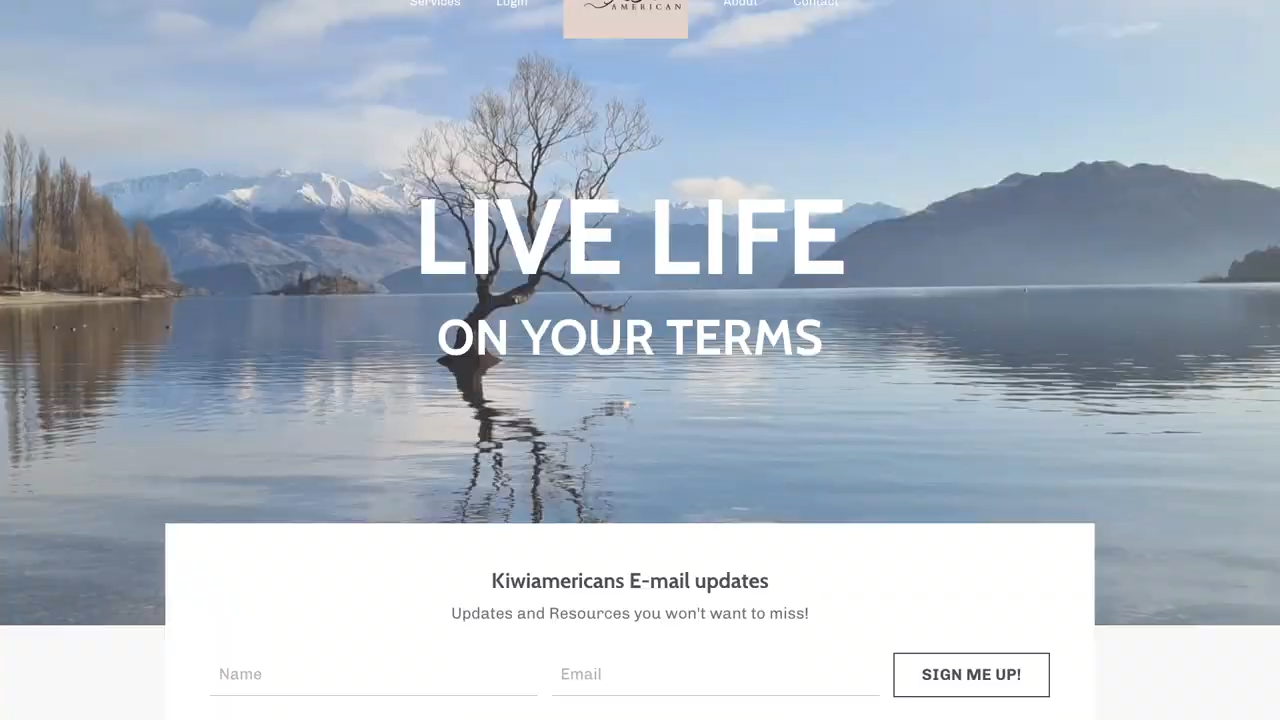 Services
Login
AMERICAN
About
Contact
LIVE LIFE
ON YOUR TERMS
Kiwiamericans E-mail updates
Updates and Resources you won't want to miss!
Name
Email
SIGN ME UP!